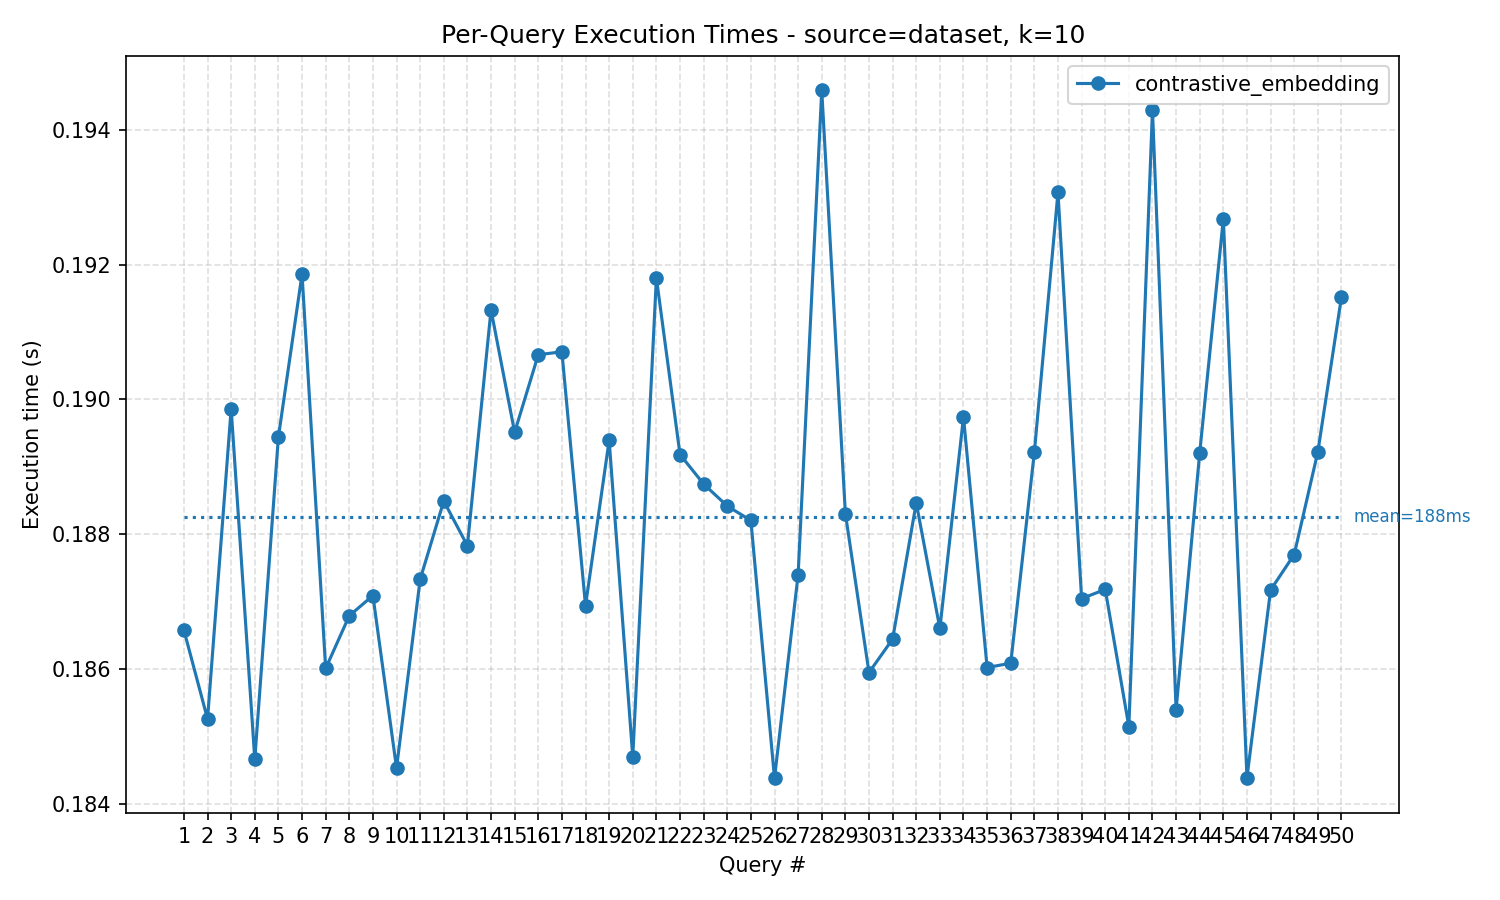 Per-Query Execution Times - source=dataset, k=10
contrastive_embedding
0.194
0.192
0.190
0.188
0.186
0.184
Execution time (s)
mean=188ms
1 2 3 4 5 6 7 8 9 10 11 12 13 14 15 16 17 18 19 20 21 22 23 24 25 26 27 28 29 30 31 32 33 34 35 36 37 38 39 40 41 42 43 44 45 46 47 48 49 50
Query #